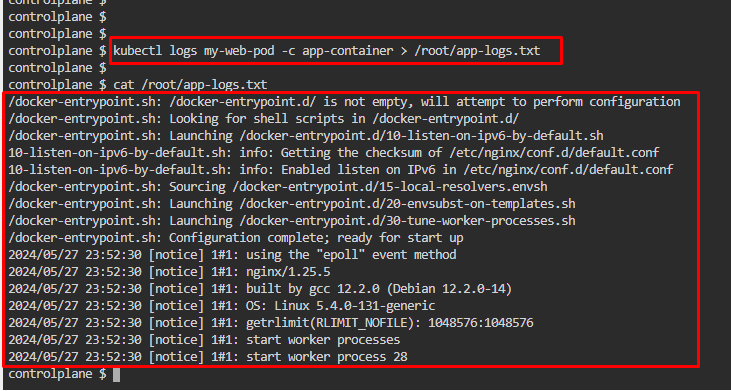 controlplane $
controlplane $
controlplane $
controlplane $ kubectl logs my-web-pod -c app-container > /root/app-logs.txt
controlplane $
controlplane $ cat /root/app-logs.txt
/docker-entrypoint.sh: /docker-entrypoint.d/ is not empty, will attempt to perform configuration
/docker-entrypoint.sh: Looking for shell scripts in /docker-entrypoint.d/
/docker-entrypoint.sh: Launching /docker-entrypoint.d/10-listen-on-ipv6-by-default.sh
10-listen-on-ipv6-by-default.sh: info: Getting the checksum of /etc/nginx/conf.d/default.conf
10-listen-on-ipv6-by-default.sh: info: Enabled listen on IPv6 in /etc/nginx/conf.d/default.conf
/docker-entrypoint.sh: Sourcing /docker-entrypoint.d/15-local-resolvers.envsh
/docker-entrypoint.sh: Launching /docker-entrypoint.d/20-envsubst-on-templates.sh
/docker-entrypoint.sh: Launching /docker-entrypoint.d/30-tune-worker-processes.sh
/docker-entrypoint.sh: Configuration complete; ready for start up
2024/05/27 23:52:30 [notice] 1#1: using the "epoll" event method
2024/05/27 23:52:30 [notice] 1#1: nginx/1.25.5
2024/05/27 23:52:30 [notice] 1#1: built by gcc 12.2.0 (Debian 12.2.0-14)
2024/05/27 23:52:30 [notice] 1#1: OS: Linux 5.4.0-131-generic
2024/05/27 23:52:30 [notice] 1#1: getrlimit(RLIMIT_NOFILE): 1048576:1048576
2024/05/27 23:52:30 [notice] 1#1: start worker processes
2024/05/27 23:52:30 [notice] 1#1: start worker process 28
controlplane $